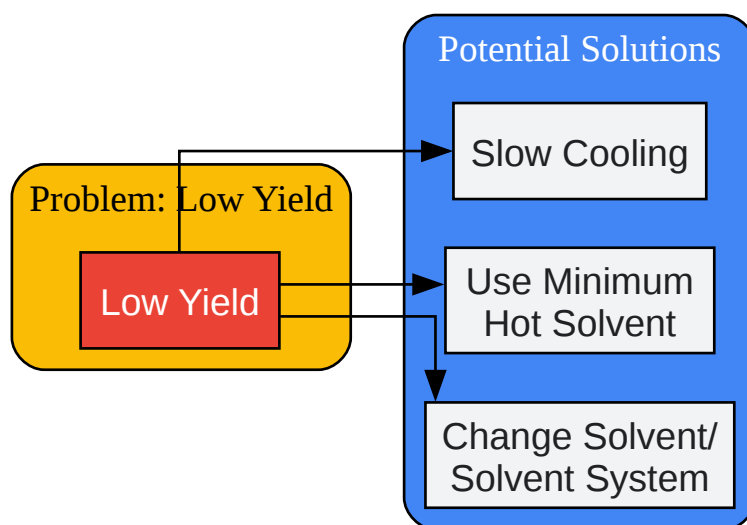 Potential Solutions
Slow Cooling
Problem: Low Yield
Low Yield
Use Minimum
Hot Solvent
Change Solvent/
Solvent System